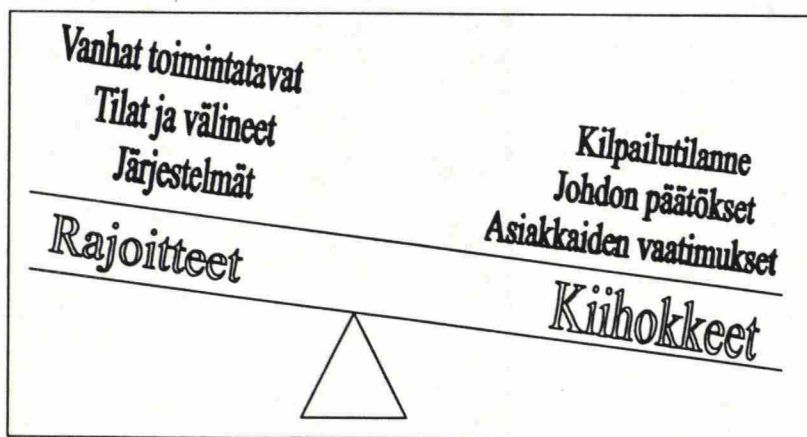 Vanhat toimintatavat
Tilat ja välineet
Järjestelmät
Rajoitteet
Kilpailutilanne
Johdon päätökset
Asiakkaiden vaatimukset
Kiihokkeet